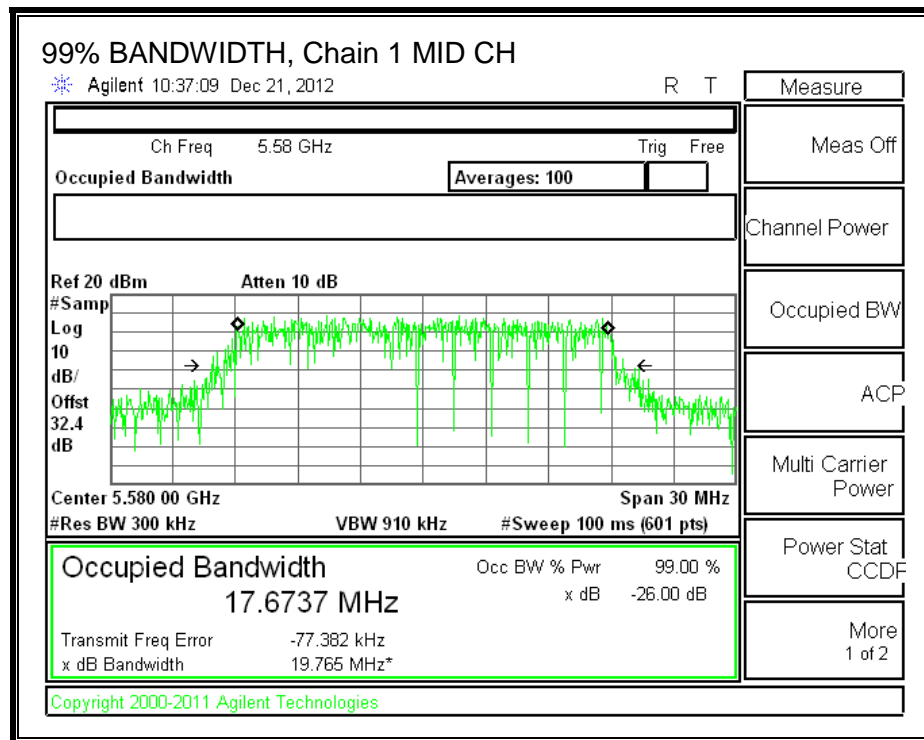 99% BANDWIDTH, Chain 1 MID CH
Agilent 10:37:09 Dec 21, 2012 R T
Measure
Ch Freq 5.58 GHz Trig Free
Meas Off
Occupied Bandwidth Averages: 100
Channel Power
Ref 20 dBm Atten 10 dB
#Samp
Log
10
dB/
Offst
32.4
dB
Occupied BW
ACP
Center 5.580 00 GHz Span 30 MHz
#Res BW 300 kHz VBW 910 kHz #Sweep 100 ms (601 pts)
Multi Carrier
Power
Occupied Bandwidth Occ BW % Pwr 99.00 %
17.6737 MHz x dB -26.00 dB
Power Stat
CCDF
Transmit Freq Error -77.382 kHz
x dB Bandwidth 19.765 MHz*
More
1 of 2
Copyright 2000-2011 Agilent Technologies